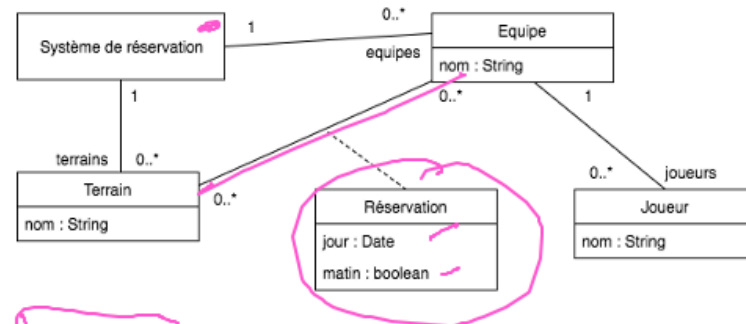 Système de réservation
1
0..*
equipes
Equipe
nom : String
1
0..*
1
terrains
0..*
Terrain
nom : String
0..*
Réservation
jour : Date
matin : boolean
0..*
joueurs
Joueur
nom : String